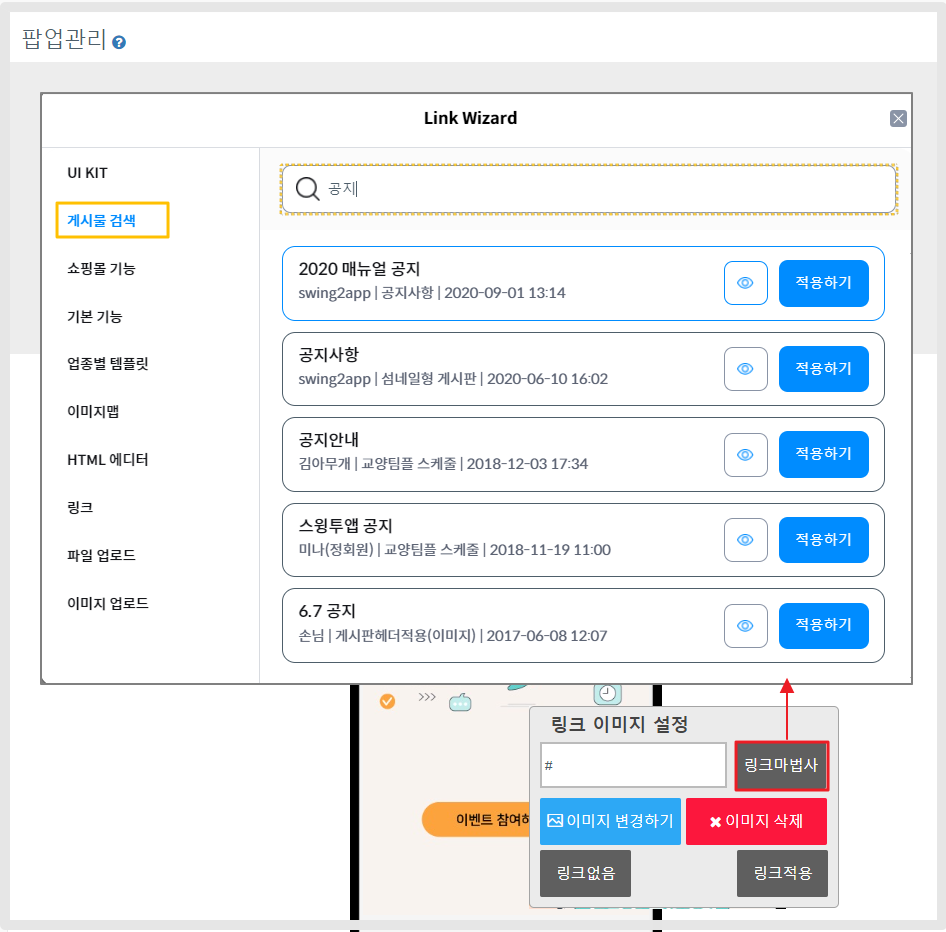 팝업관리 ?
Link Wizard
UI KIT
게시물 검색
쇼핑몰 기능
기본 기능
업종별 템플릿
이미지맵
HTML 에디터
링크
파일 업로드
이미지 업로드
공지
2020 매뉴얼 공지
swing2app | 공지사항 | 2020-09-01 13:14
적용하기
공지사항
swing2app | 섬네일형 게시판 | 2020-06-10 16:02
적용하기
공지안내
김아무개 | 교양팀플 스케줄 | 2018-12-03 17:34
적용하기
스윙투앱 공지
미나(정회원) | 교양팀플 스케줄 | 2018-11-19 11:00
적용하기
6.7 공지
손님 | 게시판헤더적용(이미지) | 2017-06-08 12:07
적용하기
>>>
이벤트 참여하
링크 이미지 설정
#
링크마법사
이미지 변경하기
이미지 삭제
링크없음
링크적용